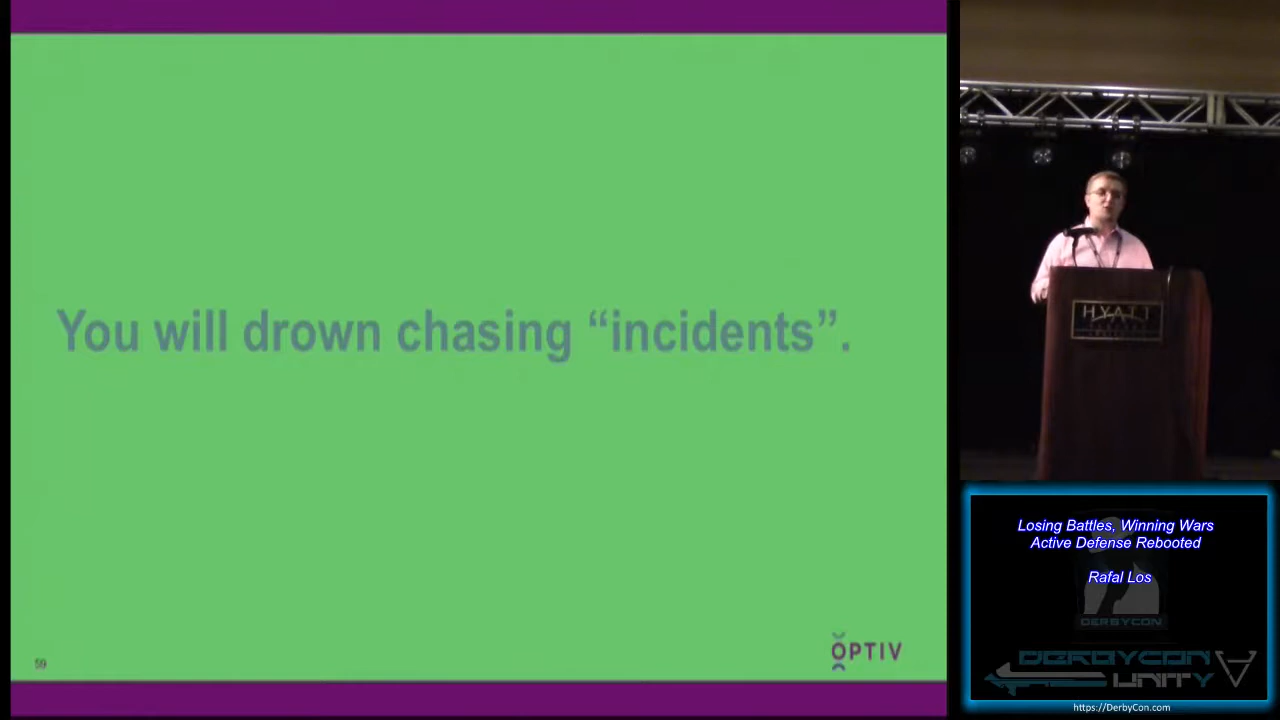 You will drown chasing “incidents”.
59
OPTIV
HYATT
Losing Battles, Winning Wars
Active Defense Rebooted
Rafal Los
DERBYCON
DERBYCON
UNITY
https://DerbyCon.com